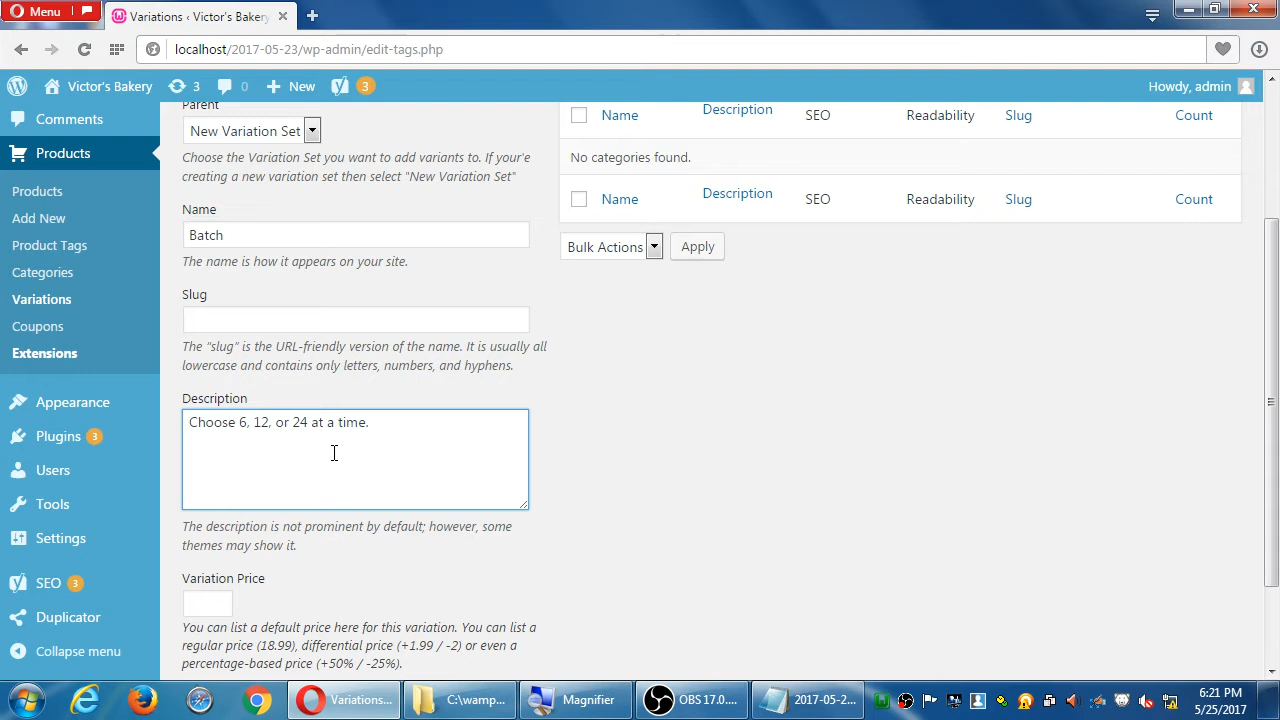 Menu
Variations ‹ Victor's Bakery
localhost/2017-05-23/wp-admin/edit-tags.php
Victor's Bakery
3
0
New
3
Howdy, admin
Comments
Products
Products
Add New
Product Tags
Categories
Variations
Coupons
Extensions
Appearance
Plugins 3
Users
Tools
Settings
SEO 3
Duplicator
Collapse menu
Parent
New Variation Set
Choose the Variation Set you want to add variants to. If your'e
creating a new variation set then select "New Variation Set"
Name
Batch
The name is how it appears on your site.
Slug
The “slug” is the URL-friendly version of the name. It is usually all
lowercase and contains only letters, numbers, and hyphens.
Description
Choose 6, 12, or 24 at a time.
The description is not prominent by default; however, some
themes may show it.
Variation Price
You can list a default price here for this variation. You can list a
regular price (18.99), differential price (+1.99 / -2) or even a
percentage-based price (+50% / -25%).
Name Description SEO Readability Slug Count
No categories found.
Name Description SEO Readability Slug Count
Bulk Actions Apply
Variations...
C:\wamp...
Magnifier
OBS 17.0....
2017-05-2...
6:21 PM
5/25/2017